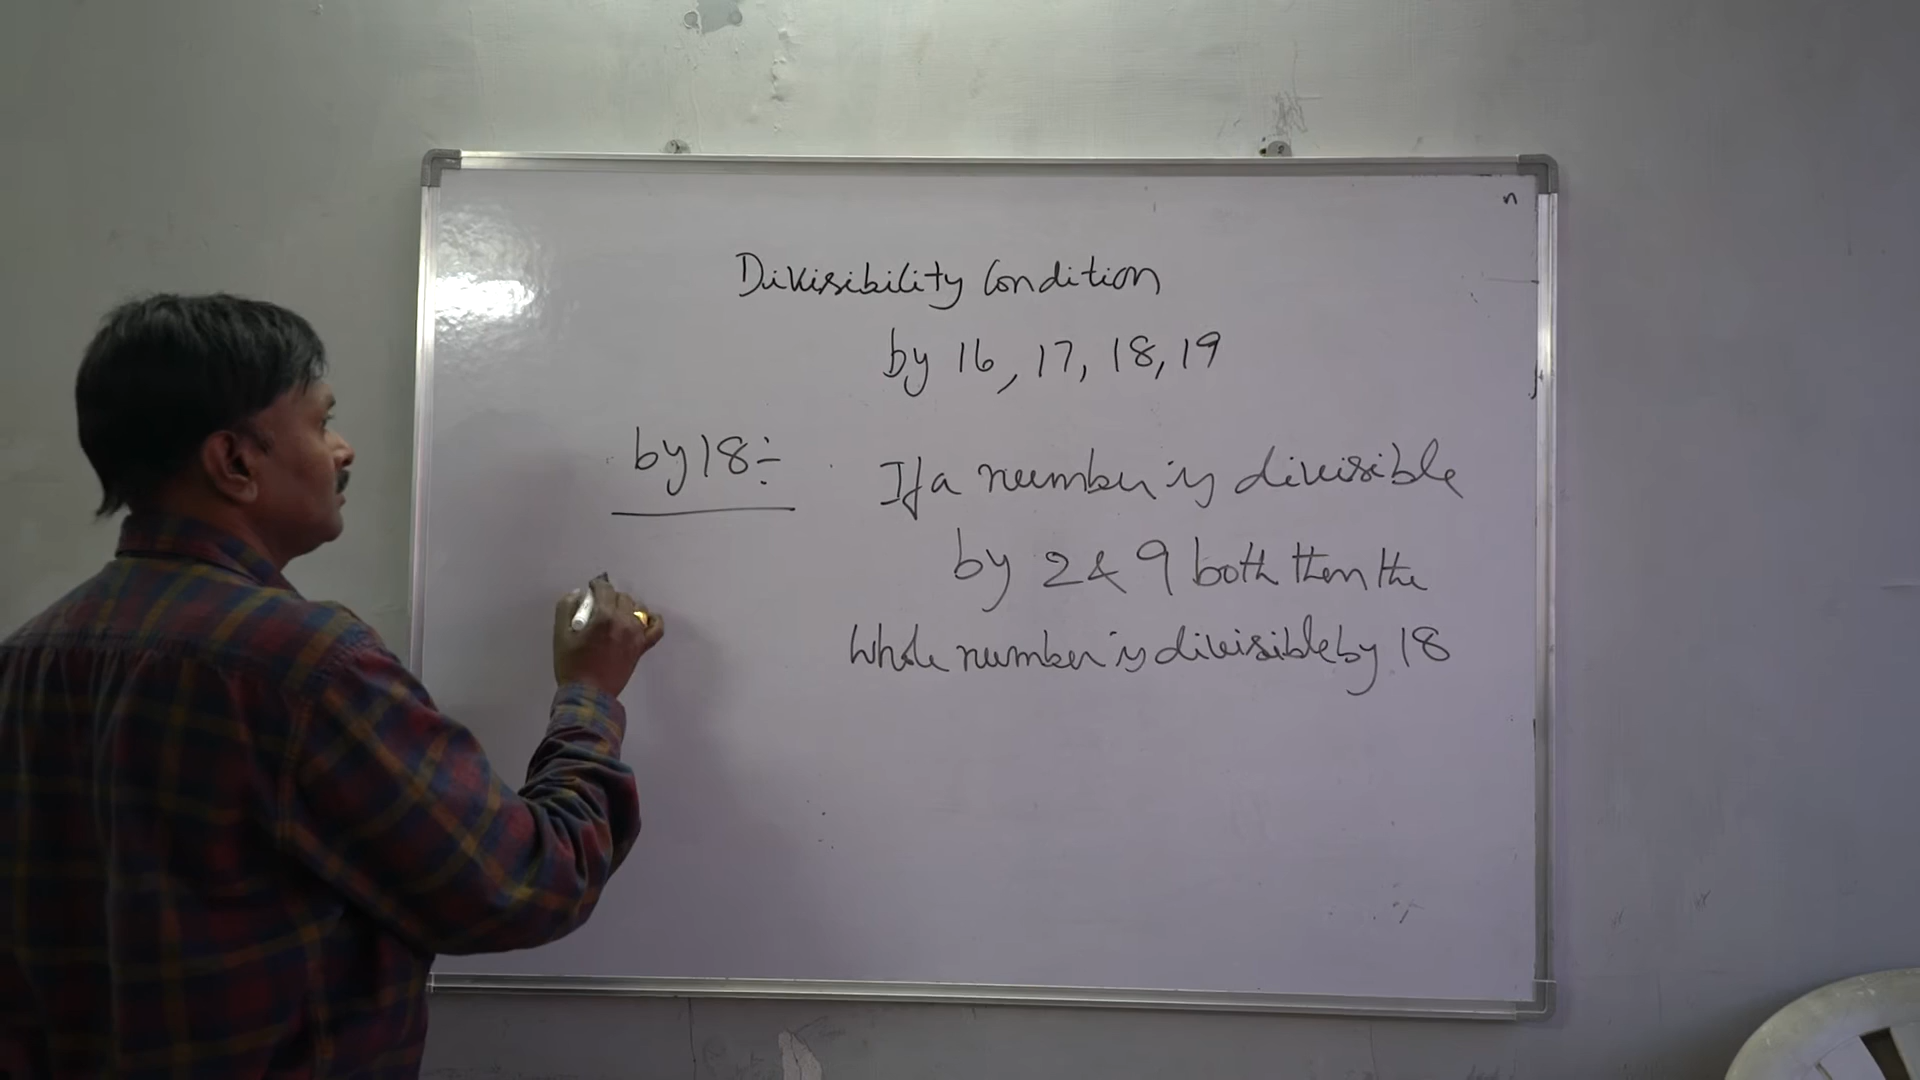 n
Divisibility Condition
by 16, 17, 18, 19
by 18 ÷
If a number is divisible
by 2 & 9 both then the
Whole number is divisible by 18